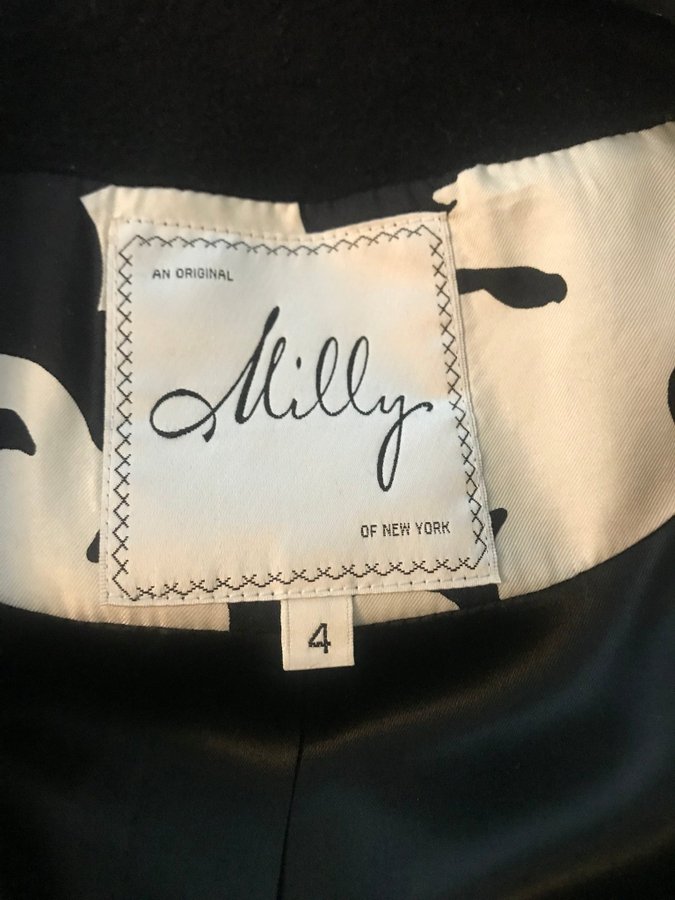 AN ORIGINAL
Milly
OF NEW YORK
4